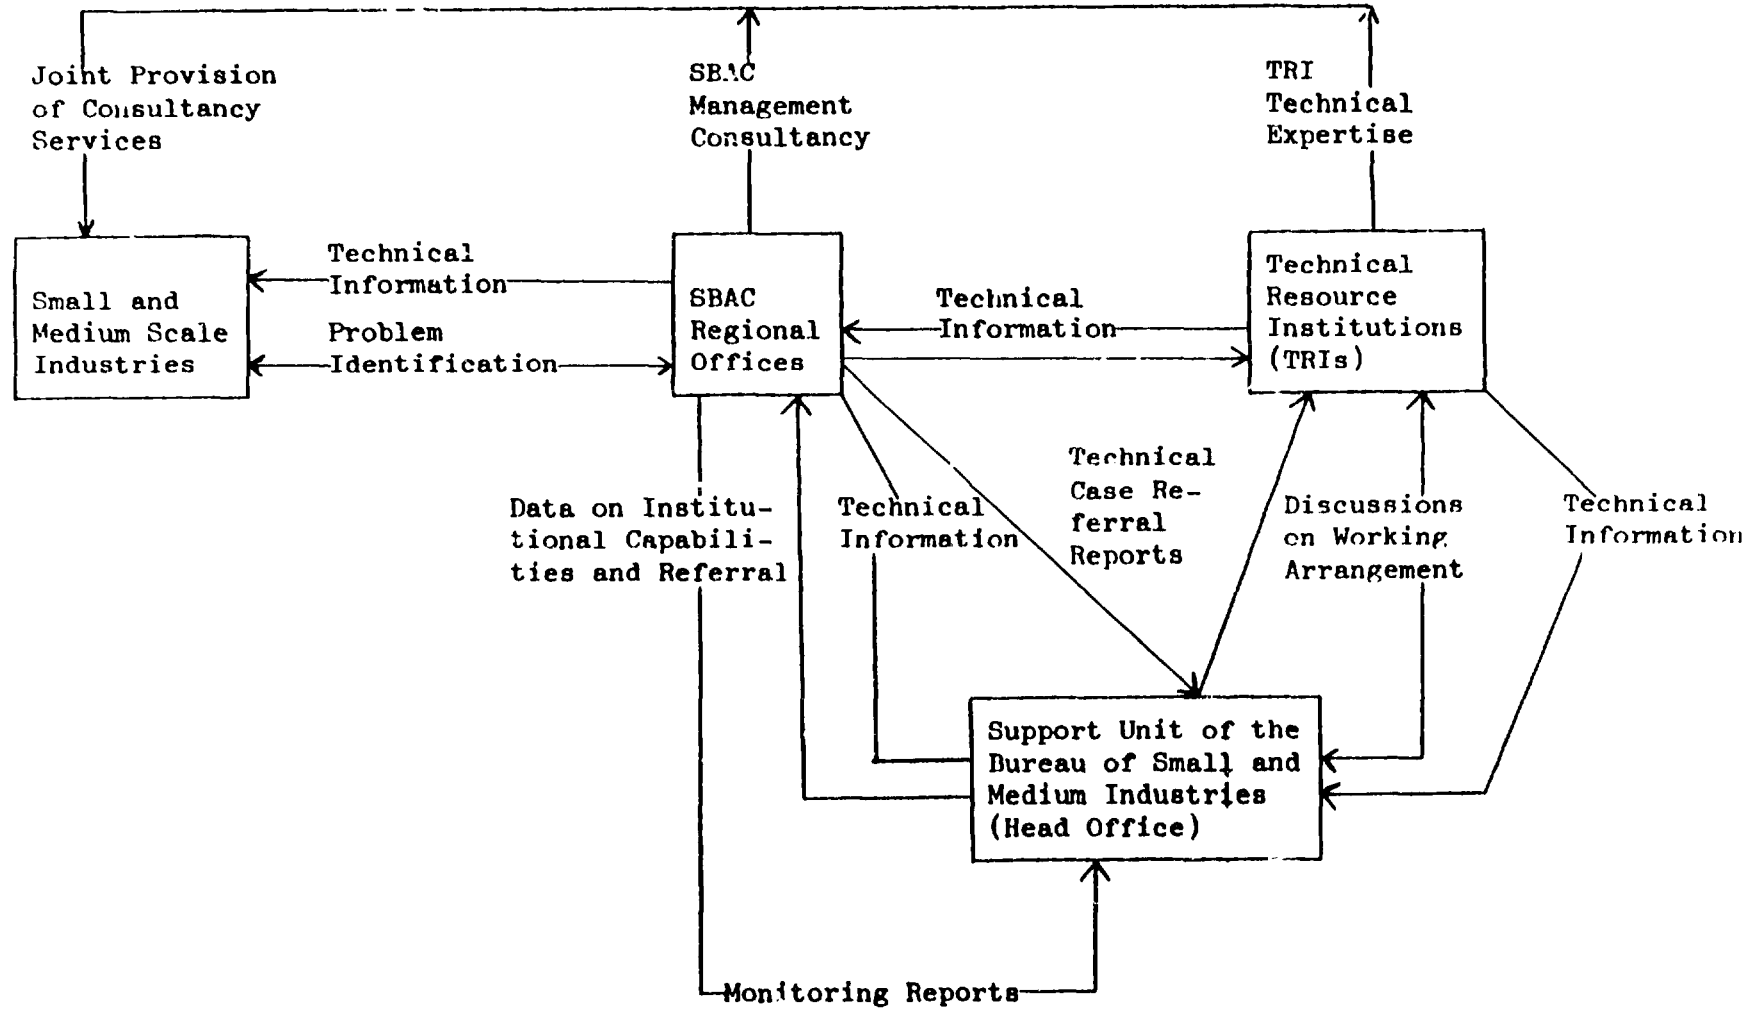 Joint Provision
of Consultancy
Services
SBAC
Management
Consultancy
TRI
Technical
Expertise
Small and
Medium Scale
Industries
Technical
Information
Problem
Identification
SBAC
Regional
Offices
Technical
Information
Technical
Resource
Institutions
(TRIs)
Data on Institu-
tional Capabili-
ties and Referral
Technical
Information
Technical
Case Re-
ferral
Reports
Discussions
on Working
Arrangement
Technical
Information
Support Unit of the
Bureau of Small and
Medium Industries
(Head Office)
Monitoring Reports